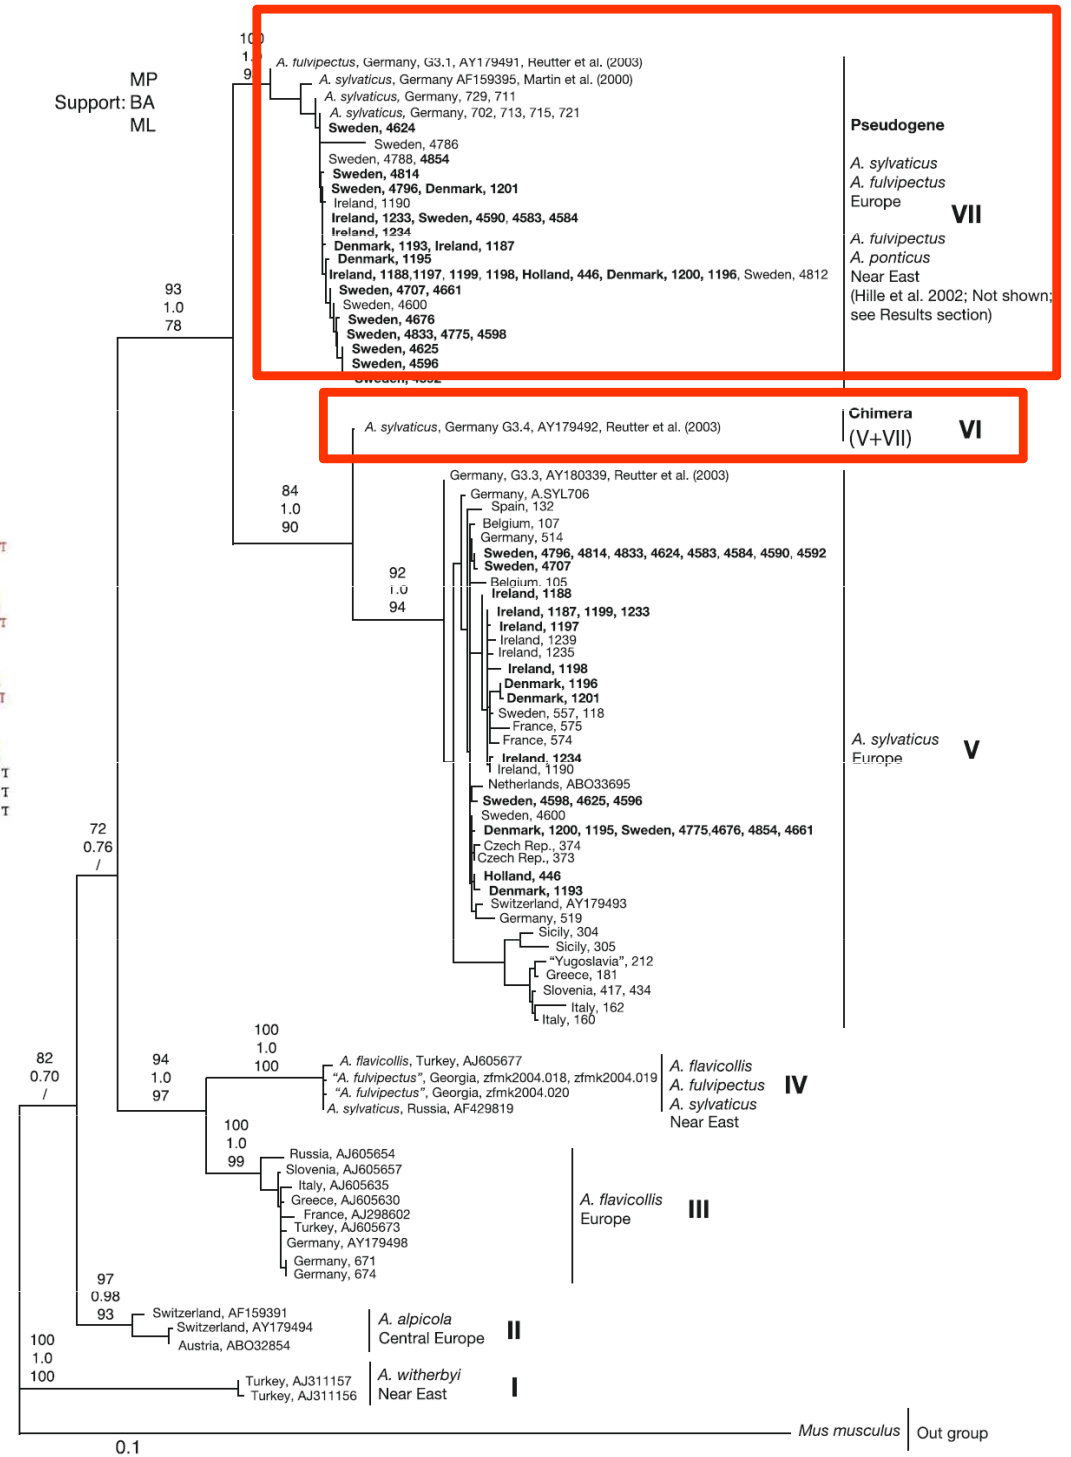 MP
Support: BA
ML
100
1.0
A. fulvipectus, Germany, G3.1, AY179491, Reutter et al. (2003)
A. sylvaticus, Germany AF159395, Martin et al. (2000)
A. sylvaticus, Germany, 729, 711
A. sylvaticus, Germany, 702, 713, 715, 721
Sweden, 4624
Sweden, 4786
Sweden, 4788, 4854
Sweden, 4814
Sweden, 4796, Denmark, 1201
Ireland, 1190
Ireland, 1233, Sweden, 4590, 4583, 4584
Ireland, 1234
Denmark, 1193, Ireland, 1187
Denmark, 1195
Ireland, 1188,1197, 1199, 1198, Holland, 446, Denmark, 1200, 1196, Sweden, 4812
Sweden, 4707, 4661
Sweden, 4600
Sweden, 4676
Sweden, 4833, 4775, 4598
Sweden, 4625
Sweden, 4596
Sweden, 4592
Pseudogene
A. sylvaticus
A. fulvipectus
Europe
VII
A. fulvipectus
A. ponticus
Near East
(Hille et al. 2002; Not shown;
see Results section)
93
1.0
78
A. sylvaticus, Germany G3.4, AY179492, Reutter et al. (2003)
Chimera
(V+VII)
VI
84
1.0
90
92
1.0
94
Germany, G3.3, AY180339, Reutter et al. (2003)
Germany, A.SYL706
Spain, 132
Belgium, 107
Germany, 514
Sweden, 4796, 4814, 4833, 4624, 4583, 4584, 4590, 4592
Sweden, 4707
Belgium, 105
Ireland, 1188
Ireland, 1187, 1199, 1233
Ireland, 1197
Ireland, 1239
Ireland, 1235
Ireland, 1198
Denmark, 1196
Denmark, 1201
Sweden, 557, 118
France, 575
France, 574
Ireland, 1234
Ireland, 1190
Netherlands, ABO33695
Sweden, 4598, 4625, 4596
Sweden, 4600
Denmark, 1200, 1195, Sweden, 4775,4676, 4854, 4661
Czech Rep., 374
Czech Rep., 373
Holland, 446
Denmark, 1193
Switzerland, AY179493
Germany, 519
Sicily, 304
Sicily, 305
“Yugoslavia”, 212
Greece, 181
Slovenia, 417, 434
Italy, 162
Italy, 160
A. sylvaticus
Europe
V
T
T
T
T
T
T
72
0.76
/
82
0.70
/
94
1.0
97
100
1.0
100
A. flavicollis, Turkey, AJ605677
“A. fulvipectus”, Georgia, zfmk2004.018, zfmk2004.019
“A. fulvipectus”, Georgia, zfmk2004.020
A. sylvaticus, Russia, AF429819
A. flavicollis
A. fulvipectus
A. sylvaticus
Near East
IV
100
1.0
99
Russia, AJ605654
Slovenia, AJ605657
Italy, AJ605635
Greece, AJ605630
France, AJ298602
Turkey, AJ605673
Germany, AY179498
Germany, 671
Germany, 674
A. flavicollis
Europe
III
97
0.98
93
Switzerland, AF159391
Switzerland, AY179494
Austria, ABO32854
A. alpicola
Central Europe
II
100
1.0
100
Turkey, AJ311157
Turkey, AJ311156
A. witherbyi
Near East
I
Mus musculus
Out group
0.1